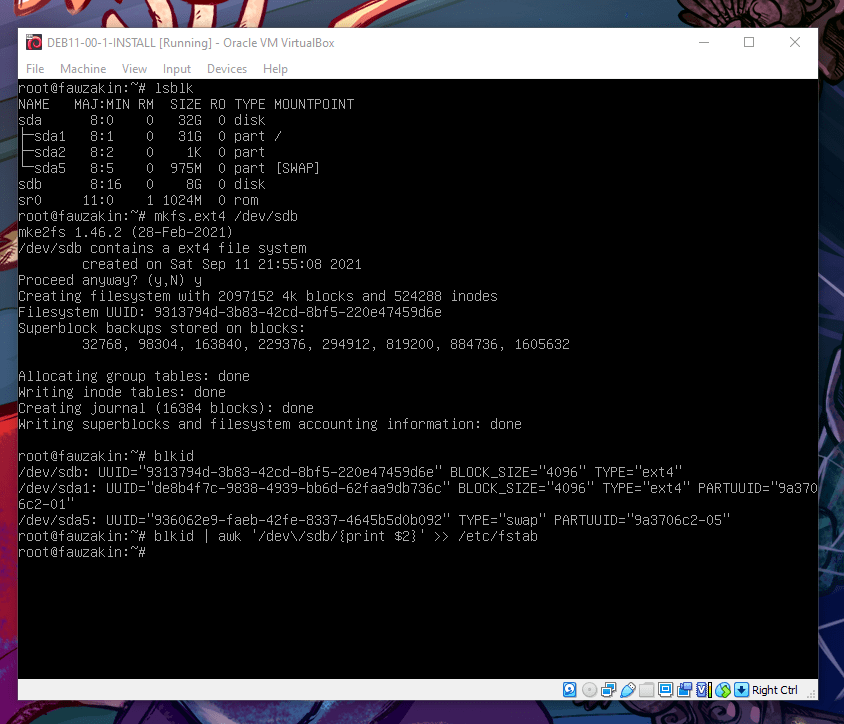 DEB11-00-1-INSTALL [Running] - Oracle VM VirtualBox
File Machine View Input Devices Help
root@fawzakin:~# lsblk
NAME   MAJ:MIN RM  SIZE RO TYPE MOUNTPOINT
sda      8:0    0   32G  0 disk
├─sda1   8:1    0   31G  0 part /
├─sda2   8:2    0    1K  0 part
└─sda5   8:5    0  975M  0 part [SWAP]
sdb      8:16   0    8G  0 disk
sr0     11:0    1 1024M  0 rom
root@fawzakin:~# mkfs.ext4 /dev/sdb
mke2fs 1.46.2 (28-Feb-2021)
/dev/sdb contains a ext4 file system
        created on Sat Sep 11 21:55:08 2021
Proceed anyway? (y,N) y
Creating filesystem with 2097152 4k blocks and 524288 inodes
Filesystem UUID: 9313794d-3b83-42cd-8bf5-220e47459d6e
Superblock backups stored on blocks:
        32768, 98304, 163840, 229376, 294912, 819200, 884736, 1605632
Allocating group tables: done
Writing inode tables: done
Creating journal (16384 blocks): done
Writing superblocks and filesystem accounting information: done
root@fawzakin:~# blkid
/dev/sdb: UUID="9313794d-3b83-42cd-8bf5-220e47459d6e" BLOCK_SIZE="4096" TYPE="ext4"
/dev/sda1: UUID="de8b4f7c-9838-4939-bb6d-62faa9db736c" BLOCK_SIZE="4096" TYPE="ext4" PARTUUID="9a370
6c2-01"
/dev/sda5: UUID="936062e9-faeb-42fe-8337-4645b5d0b092" TYPE="swap" PARTUUID="9a3706c2-05"
root@fawzakin:~# blkid | awk '/dev\/sdb/{print $2}' >> /etc/fstab
root@fawzakin:~#
Right Ctrl